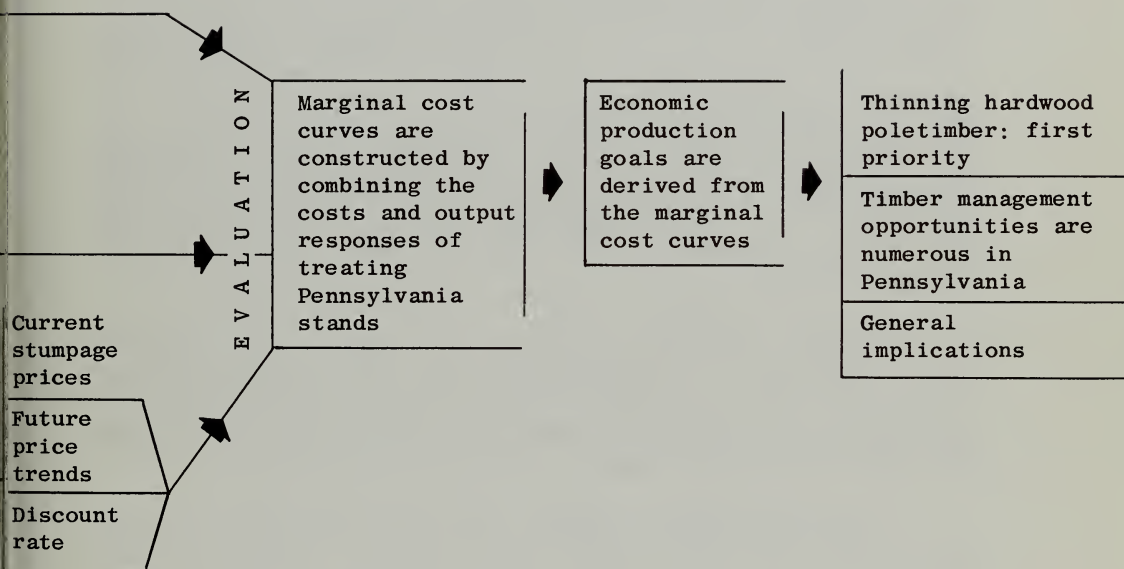 Current
stumpage
prices
Future
price
trends
Discount
rate
EVALUATION
Marginal cost
curves are
constructed by
combining the
costs and output
responses of
treating
Pennsylvania
stands
Economic
production
goals are
derived from
the marginal
cost curves
Thinning hardwood
poletimber: first
priority
Timber management
opportunities are
numerous in
Pennsylvania
General
implications